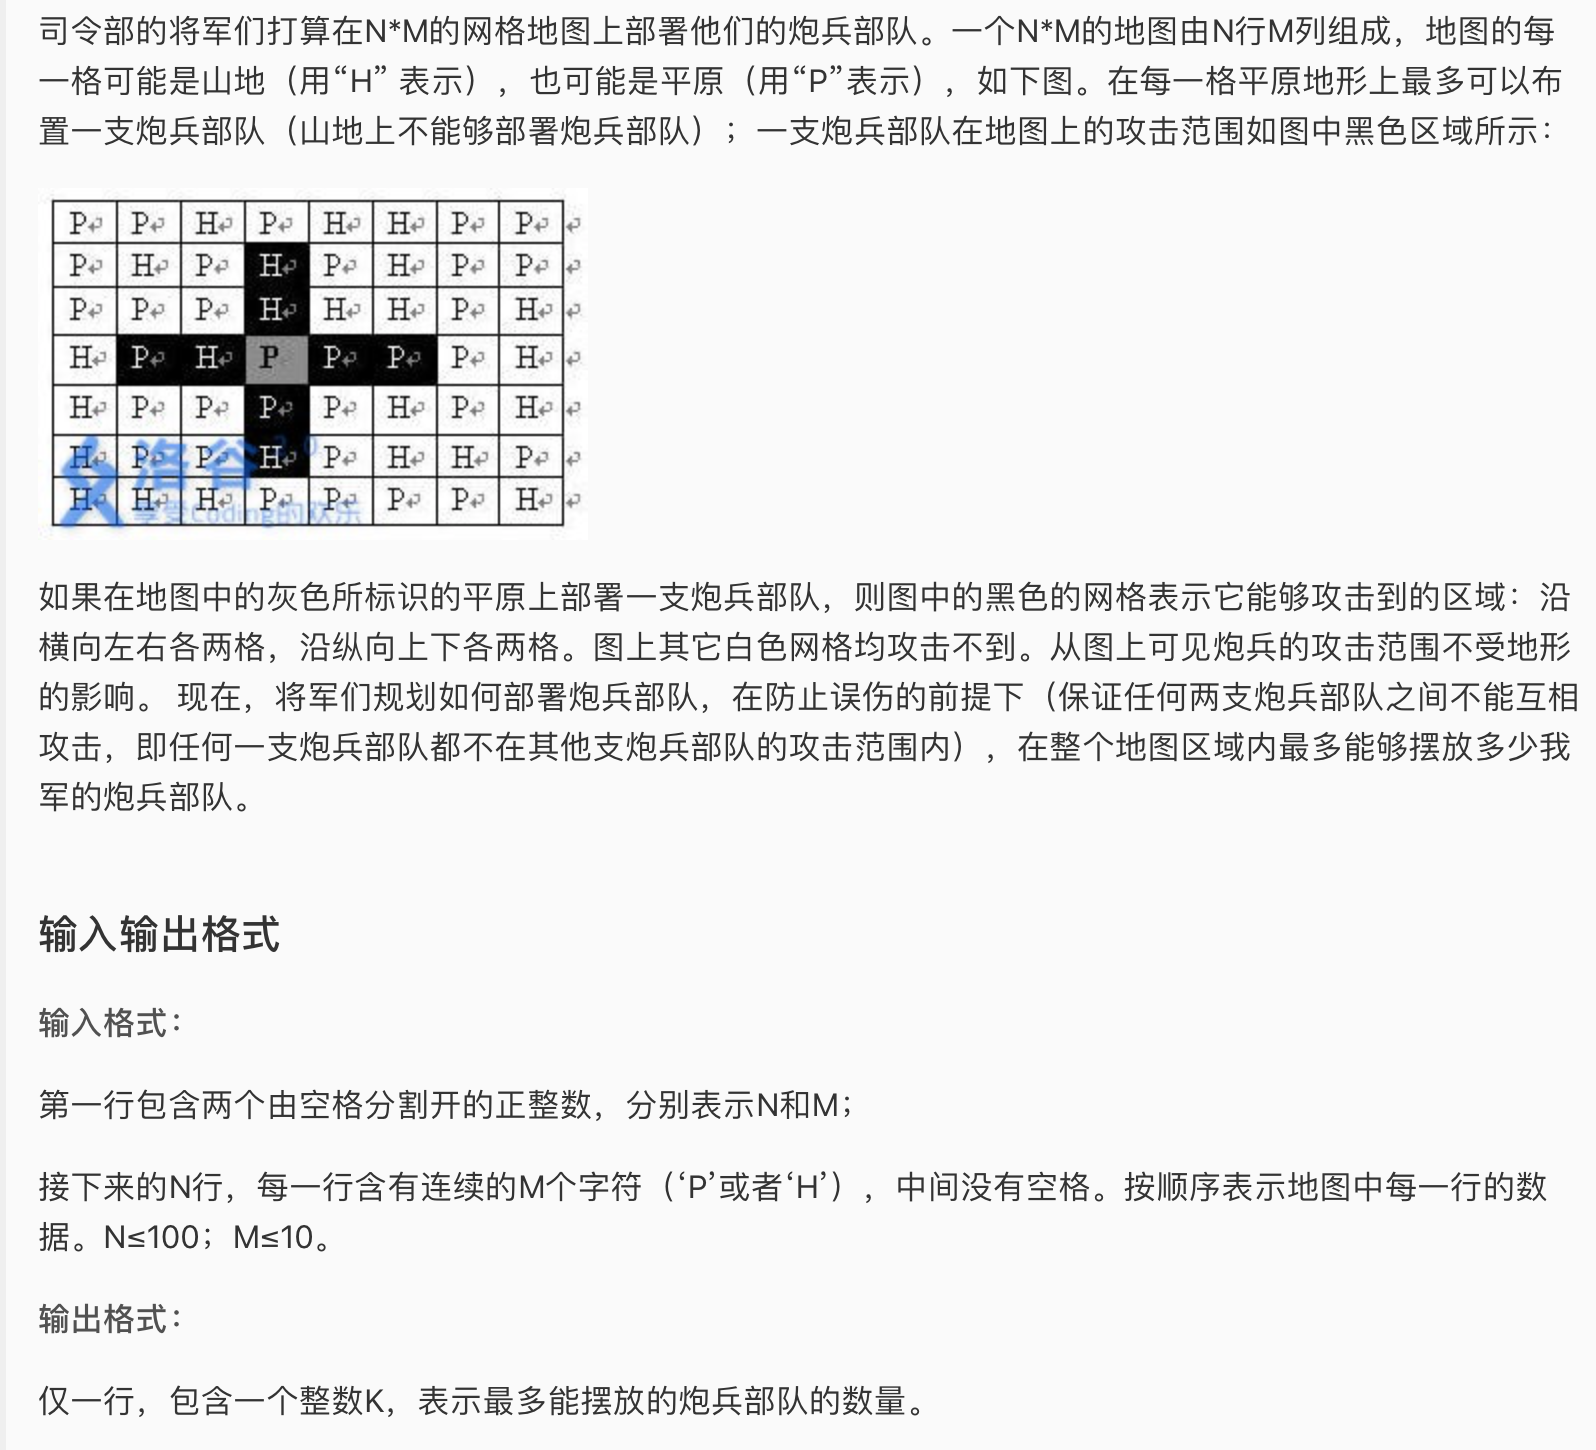 司令部的将军们打算在N*M的网格地图上部署他们的炮兵部队。一个N*M的地图由N行M列组成，地图的每
一格可能是山地（用“H” 表示），也可能是平原（用“P”表示），如下图。在每一格平原地形上最多可以布
置一支炮兵部队（山地上不能够部署炮兵部队）；一支炮兵部队在地图上的攻击范围如图中黑色区域所示：
P P H P H H P P
P H P H P H P P
P P P H H H P H
H P H P P P P H
H P P P P H P H
H P P H P H H P
H H H P P P P H
洛谷 2.0
享受Coding的欢乐
如果在地图中的灰色所标识的平原上部署一支炮兵部队，则图中的黑色的网格表示它能够攻击到的区域：沿
横向左右各两格，沿纵向上下各两格。图上其它白色网格均攻击不到。从图上可见炮兵的攻击范围不受地形
的影响。 现在，将军们规划如何部署炮兵部队，在防止误伤的前提下（保证任何两支炮兵部队之间不能互相
攻击，即任何一支炮兵部队都不在其他支炮兵部队的攻击范围内），在整个地图区域内最多能够摆放多少我
军的炮兵部队。
输入输出格式
输入格式：
第一行包含两个由空格分割开的正整数，分别表示N和M；
接下来的N行，每一行含有连续的M个字符（‘P’或者‘H’），中间没有空格。按顺序表示地图中每一行的数
据。N≤100；M≤10。
输出格式：
仅一行，包含一个整数K，表示最多能摆放的炮兵部队的数量。